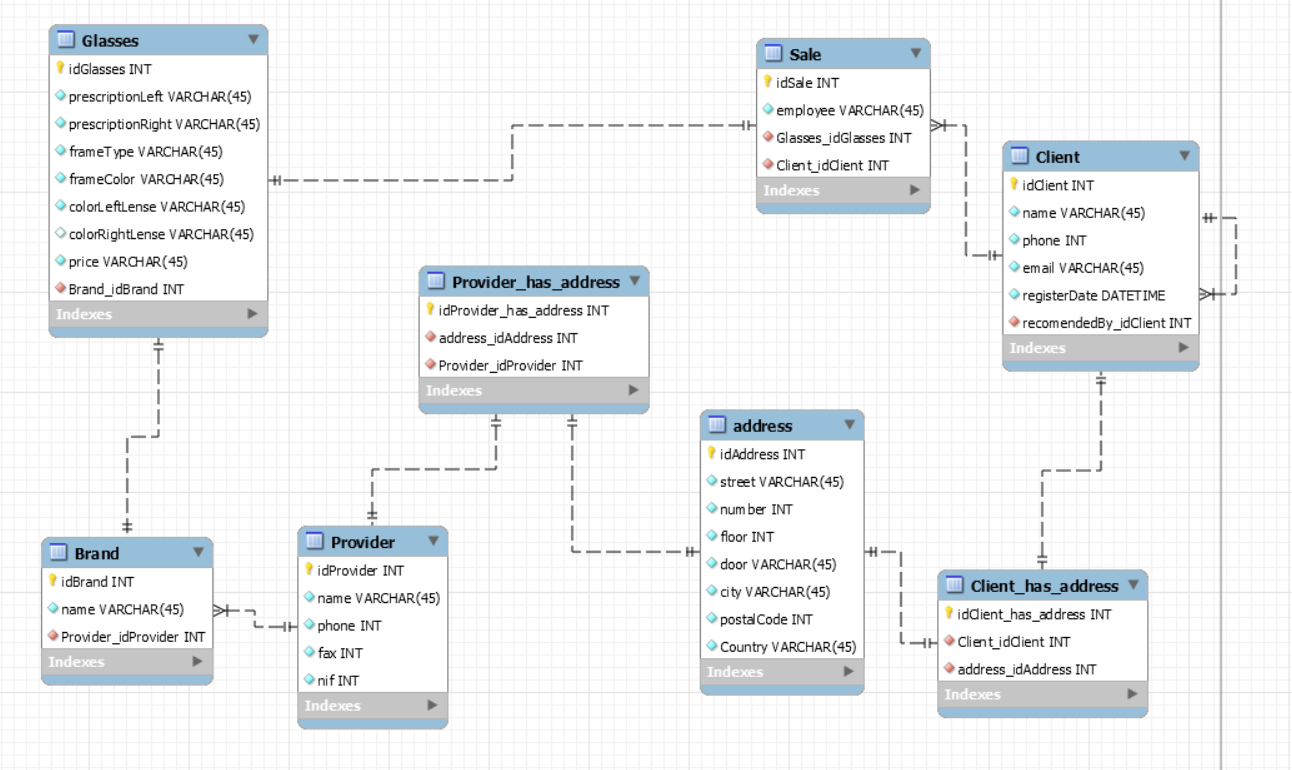 Glasses
idGlasses INT
prescriptionLeft VARCHAR(45)
prescriptionRight VARCHAR(45)
frameType VARCHAR(45)
frameColor VARCHAR(45)
colorLeftLense VARCHAR(45)
colorRightLense VARCHAR(45)
price VARCHAR(45)
Brand_idBrand INT
Indexes
Sale
idSale INT
employee VARCHAR(45)
Glasses_idGlasses INT
Client_idClient INT
Indexes
Client
idClient INT
name VARCHAR(45)
phone INT
email VARCHAR(45)
registerDate DATETIME
recomendedBy_idClient INT
Indexes
Provider_has_address
idProvider_has_address INT
address_idAddress INT
Provider_idProvider INT
Indexes
address
idAddress INT
street VARCHAR(45)
number INT
floor INT
door VARCHAR(45)
city VARCHAR(45)
postalCode INT
Country VARCHAR(45)
Indexes
Brand
idBrand INT
name VARCHAR(45)
Provider_idProvider INT
Indexes
Provider
idProvider INT
name VARCHAR(45)
phone INT
fax INT
nif INT
Indexes
Client_has_address
idClient_has_address INT
Client_idClient INT
address_idAddress INT
Indexes